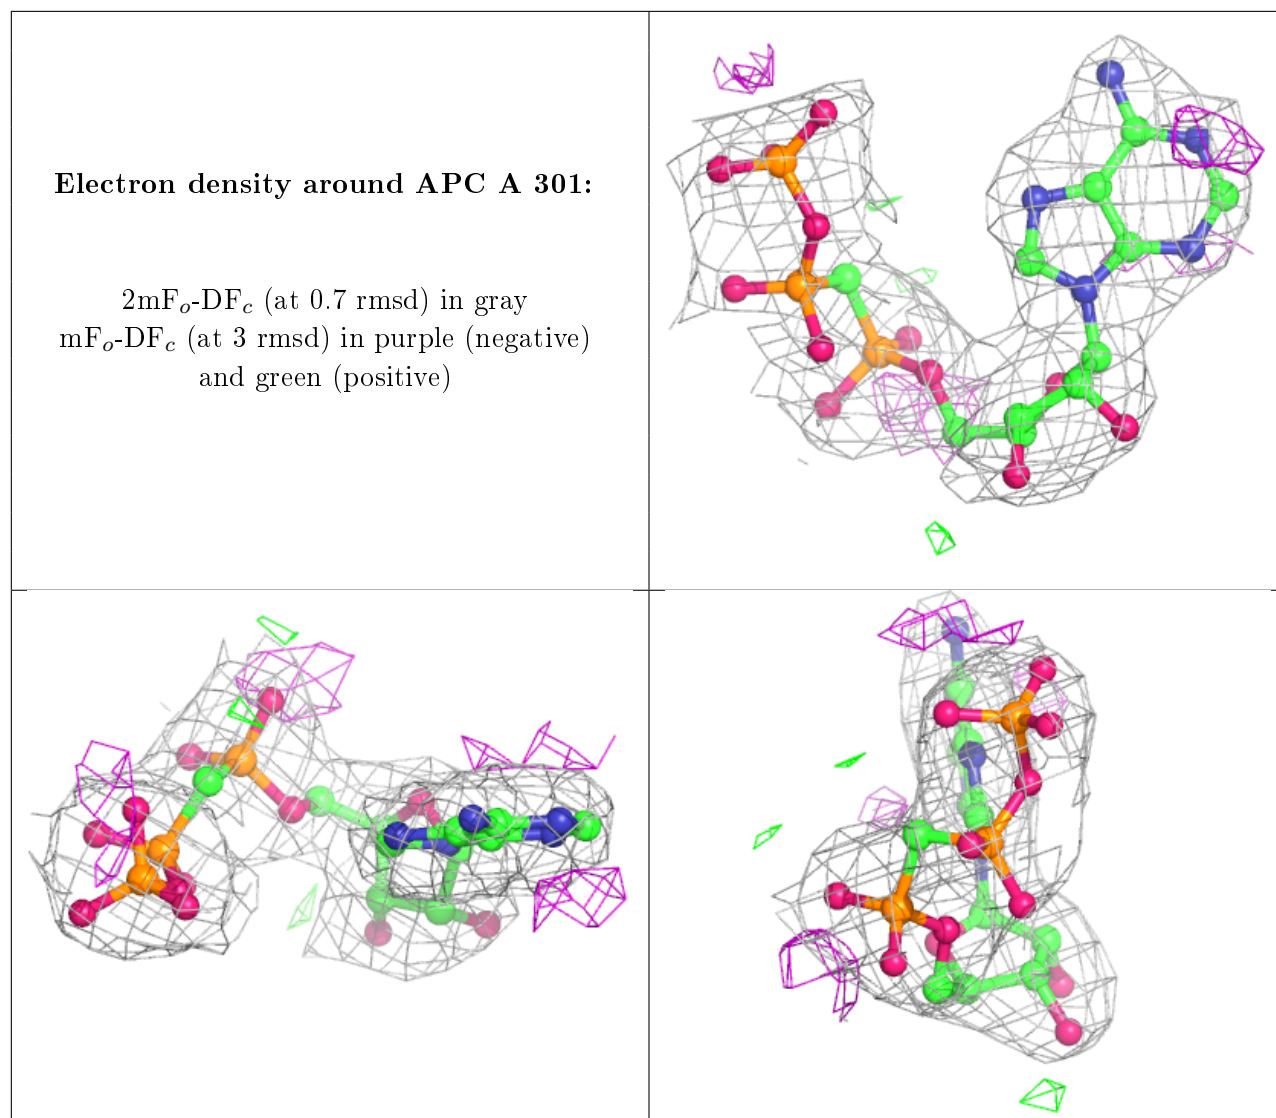 Electron density around APC A 301:
2mFₒ-DF𝒸 (at 0.7 rmsd) in gray
mFₒ-DF𝒸 (at 3 rmsd) in purple (negative)
and green (positive)